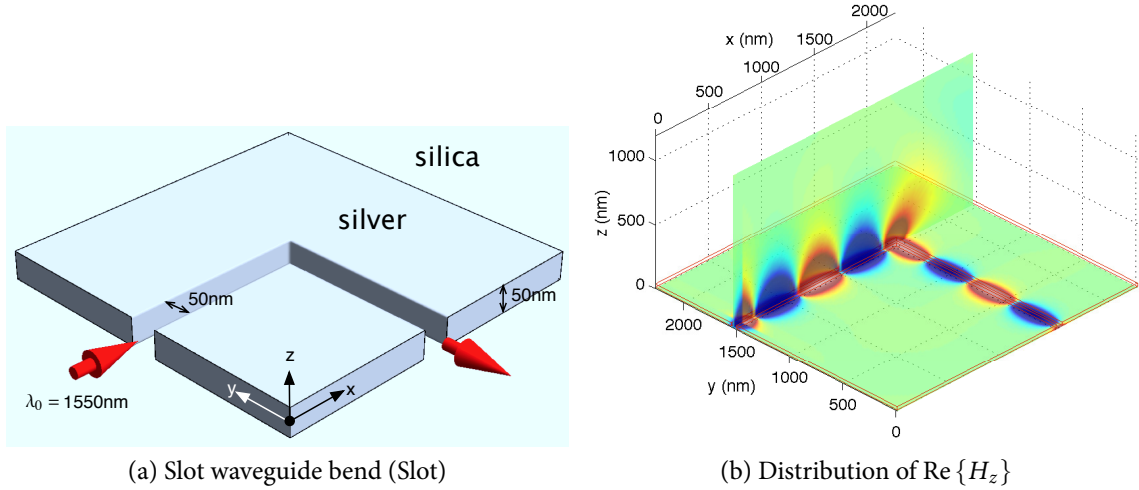 silica
silver
50nm
50nm
z
y
x
λ₀ = 1550nm
(a) Slot waveguide bend (Slot)
x (nm)
0
500
1000
1500
2000
z (nm)
1000
500
0
y (nm)
2000
1500
1000
500
0
(b) Distribution of Re {H_z}